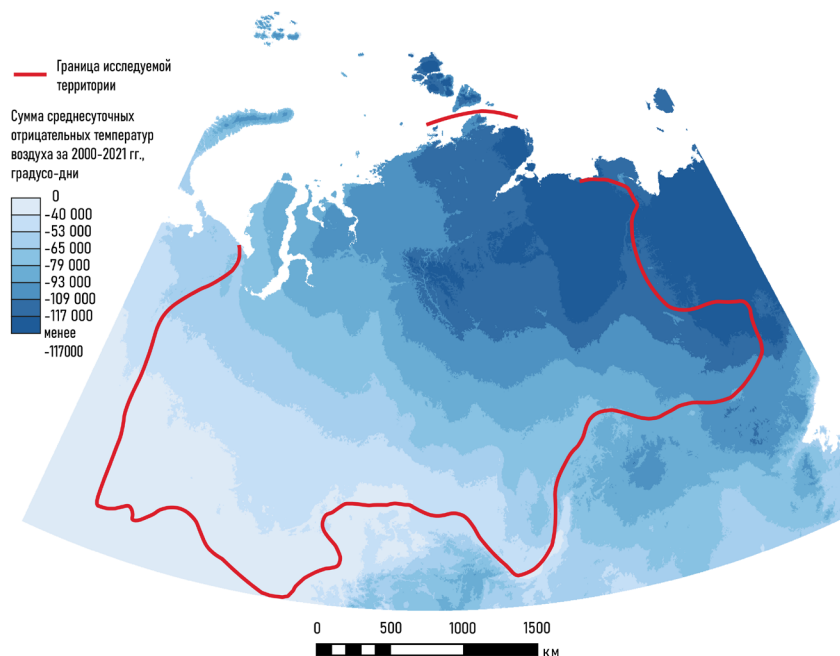 Граница исследуемой
территории
Сумма среднесуточных
отрицательных температур
воздуха за 2000-2021 гг.,
градусо-дни
0
-40 000
-53 000
-65 000
-79 000
-93 000
-109 000
-117 000
менее
-117000
0 500 1000 1500
км